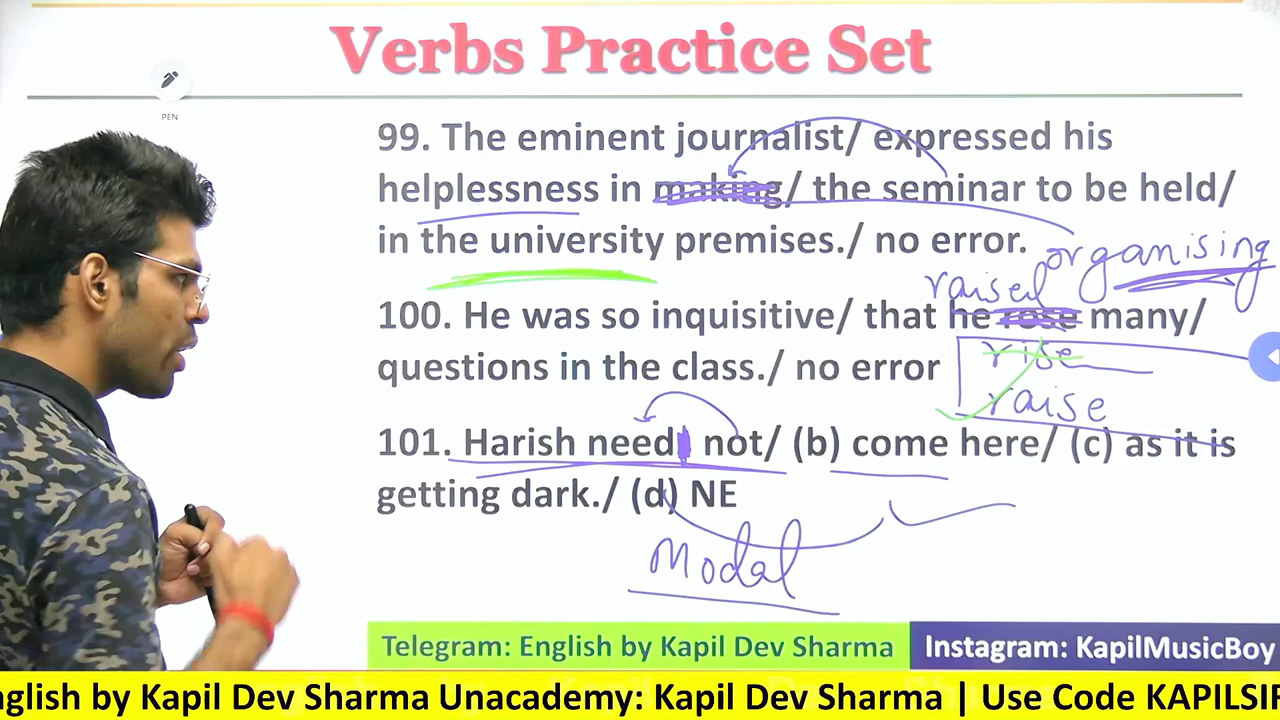 Verbs Practice Set
PEN
99. The eminent journalist/ expressed his
helplessness in making/ the seminar to be held/
in the university premises./ no error.
organising
raised
100. He was so inquisitive/ that he rose many/
rise
questions in the class./ no error
raise
101. Harish need not/ (b) come here/ (c) as it is
getting dark./ (d) NE
Modal
Telegram: English by Kapil Dev Sharma
Instagram: KapilMusicBoy
nglish by Kapil Dev Sharma Unacademy: Kapil Dev Sharma | Use Code KAPILSIR